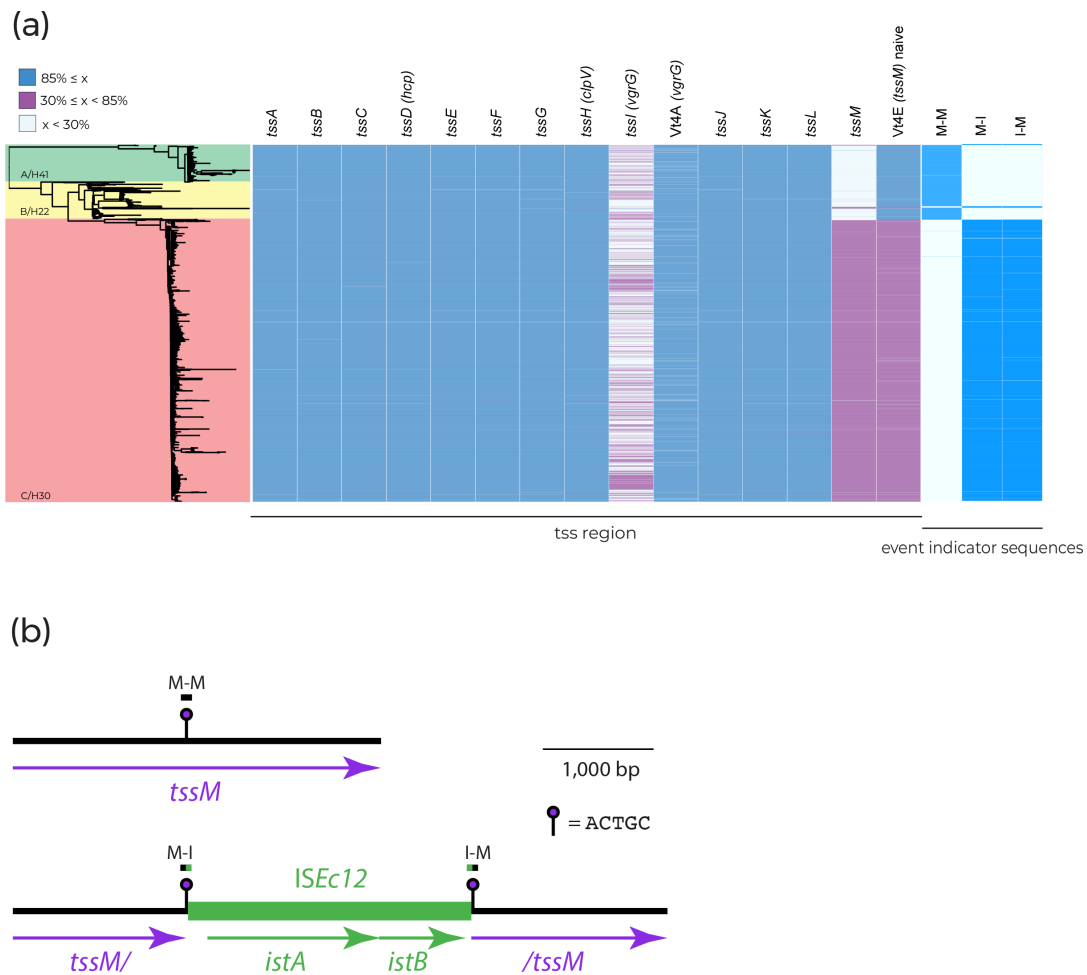 (a)
85% ≤ x
30% ≤ x < 85%
x < 30%
tssA
tssB
tssC
tssD (hcp)
tssE
tssF
tssG
tssH (clpV)
tssI (vgrG)
Vt4A (vgrG)
tssJ
tssK
tssL
tssM
Vt4E (tssM) naive
M-M
M-I
I-M
A/H41
B/H22
C/H30
tss region
event indicator sequences
(b)
M-M
tssM
1,000 bp
= ACTGC
M-I
I-M
ISEc12
tssM/
istA
istB
/tssM